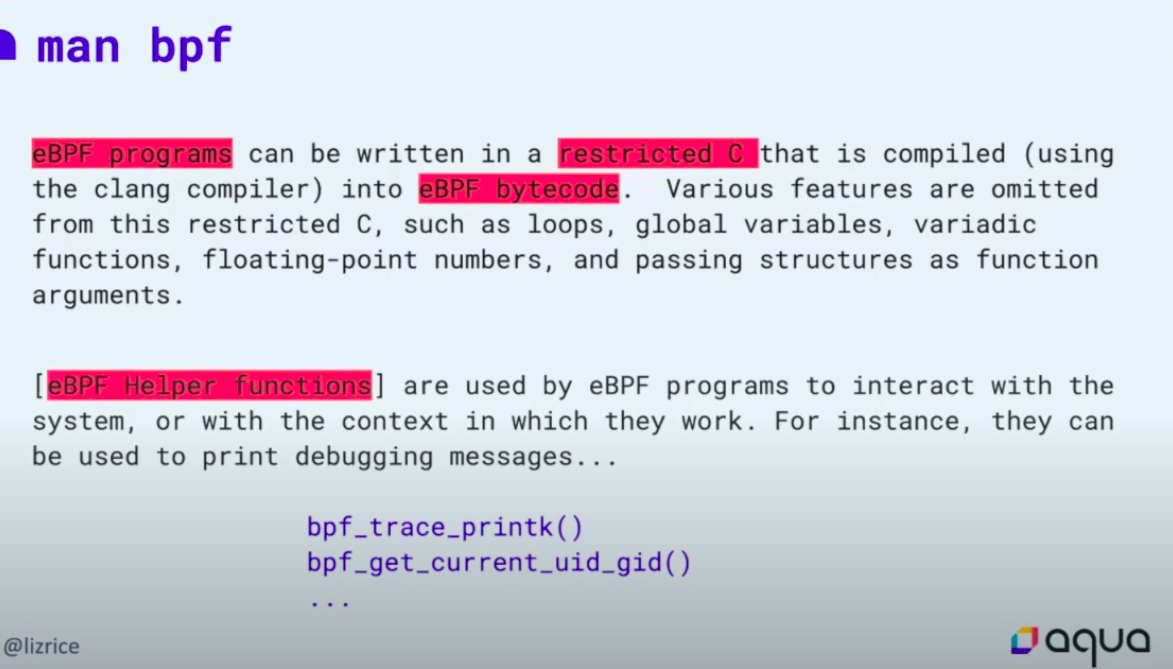 man bpf
eBPF programs can be written in a restricted C that is compiled (using
the clang compiler) into eBPF bytecode.  Various features are omitted
from this restricted C, such as loops, global variables, variadic
functions, floating-point numbers, and passing structures as function
arguments.
[eBPF Helper functions] are used by eBPF programs to interact with the
system, or with the context in which they work. For instance, they can
be used to print debugging messages...
bpf_trace_printk()
bpf_get_current_uid_gid()
...
@lizrice
aqua